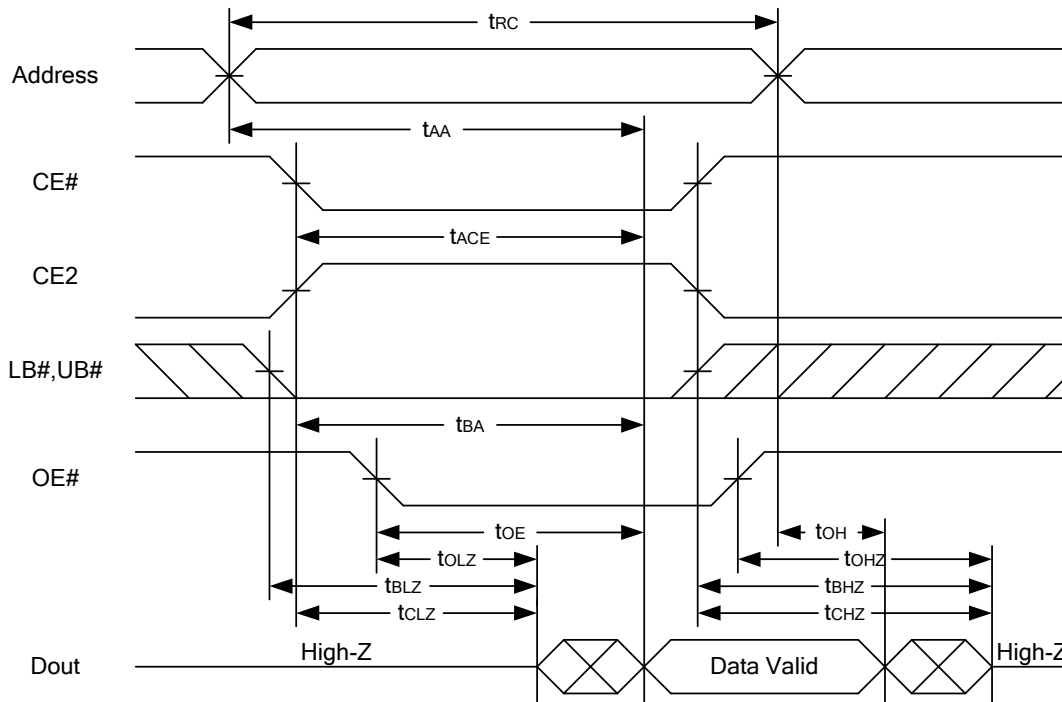 tRC
Address
tAA
CE#
tACE
CE2
LB#,UB#
tBA
OE#
tOE
tOH
tOLZ
tOHZ
tBLZ
tBHZ
tCLZ
tCHZ
Dout
High-Z
Data Valid
High-Z